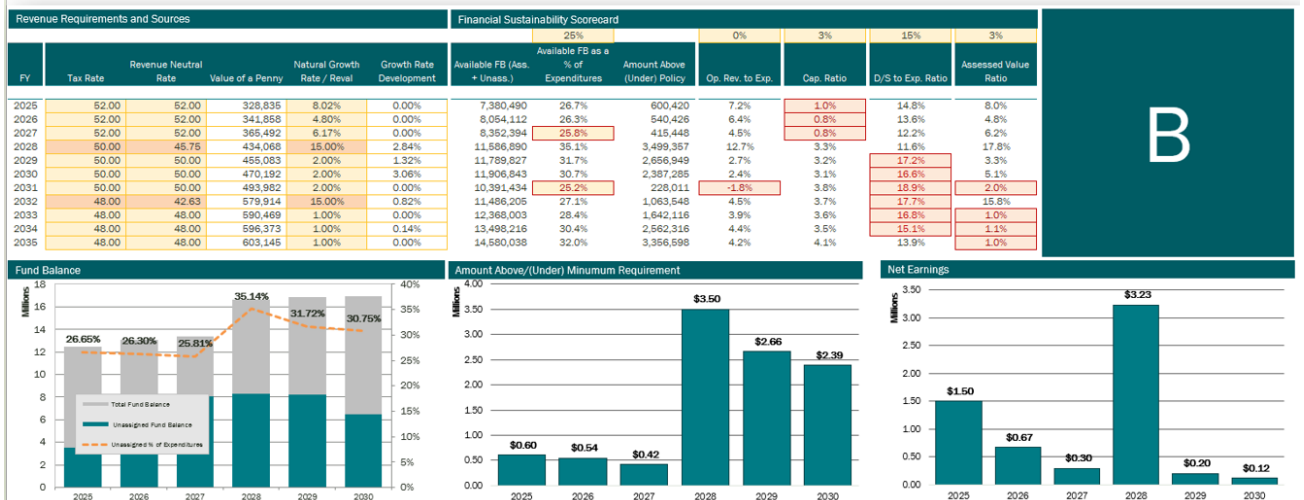 Revenue Requirements and Sources
Financial Sustainability Scorecard
25% 0% 3% 15% 3%
FY Tax Rate Revenue Neutral Rate Value of a Penny Natural Growth Rate / Reval Growth Rate Development Available FB (Ass. + Unass.) Available FB as a % of Expenditures Amount Above (Under) Policy Op. Rev. to Exp. Cap. Ratio D/S to Exp. Ratio Assessed Value Ratio
2025 52.00 52.00 328,835 8.02% 0.00% 7,380,490 26.7% 600,420 7.2% 1.0% 14.8% 8.0%
2026 52.00 52.00 341,858 4.80% 0.00% 8,054,112 26.3% 540,426 6.4% 0.8% 13.6% 4.8%
2027 52.00 52.00 365,492 6.17% 0.00% 8,352,394 25.8% 415,448 4.5% 0.8% 12.2% 6.2%
2028 50.00 45.75 434,068 15.00% 2.84% 11,586,890 35.1% 3,499,357 12.7% 3.3% 11.6% 17.8%
2029 50.00 50.00 455,083 2.00% 1.32% 11,789,827 31.7% 2,656,949 2.7% 3.2% 17.2% 3.3%
2030 50.00 50.00 470,192 2.00% 3.06% 11,906,843 30.7% 2,387,285 2.4% 3.1% 16.6% 5.1%
2031 50.00 50.00 493,982 2.00% 0.00% 10,391,434 25.2% 228,011 -1.8% 3.8% 18.9% 2.0%
2032 48.00 42.63 579,914 15.00% 0.82% 11,486,205 27.1% 1,063,548 4.5% 3.7% 17.7% 15.8%
2033 48.00 48.00 590,469 1.00% 0.00% 12,368,003 28.4% 1,642,116 3.9% 3.6% 16.8% 1.0%
2034 48.00 48.00 596,373 1.00% 0.14% 13,498,216 30.4% 2,562,316 4.4% 3.5% 15.1% 1.1%
2035 48.00 48.00 603,145 1.00% 0.00% 14,580,038 32.0% 3,356,598 4.2% 4.1% 13.9% 1.0%
B
Fund Balance
Millions
18
16
14
12
10
8
6
4
2
0
40%
35%
30%
25%
20%
15%
10%
5%
0%
26.65% 26.30% 25.81% 35.14% 31.72% 30.75%
Total Fund Balance
Unassigned Fund Balance
Unassigned % of Expenditures
2025 2026 2027 2028 2029 2030
Amount Above/(Under) Minumum Requirement
Millions
4.00
3.50
3.00
2.50
2.00
1.50
1.00
0.50
0.00
$0.60 $0.54 $0.42 $3.50 $2.66 $2.39
2025 2026 2027 2028 2029 2030
Net Earnings
Millions
3.50
3.00
2.50
2.00
1.50
1.00
0.50
0.00
$1.50 $0.67 $0.30 $3.23 $0.20 $0.12
2025 2026 2027 2028 2029 2030